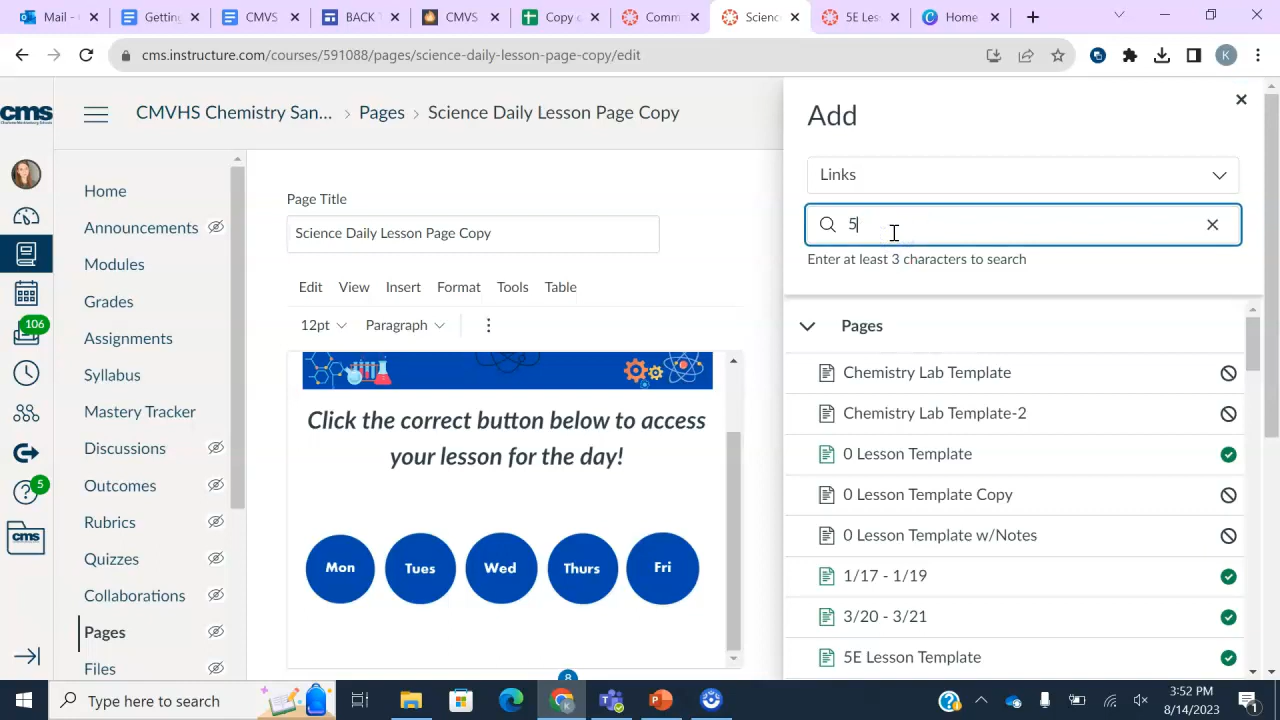 Mail -
Getting
CMVS
BACK T
CMVS
Copy o
Comm
Scienc
5E Les
Home
cms.instructure.com/courses/591088/pages/science-daily-lesson-page-copy/edit
K
cms
CMVHS Chemistry San... > Pages > Science Daily Lesson Page Copy
Add
Links
5
Enter at least 3 characters to search
Home
Announcements
Modules
Grades
Assignments
Syllabus
Mastery Tracker
Discussions
Outcomes
Rubrics
Quizzes
Collaborations
Pages
Files
106
5
cms
Page Title
Science Daily Lesson Page Copy
Edit View Insert Format Tools Table
12pt Paragraph
Click the correct button below to access
your lesson for the day!
Mon Tues Wed Thurs Fri
8
Pages
Chemistry Lab Template
Chemistry Lab Template-2
0 Lesson Template
0 Lesson Template Copy
0 Lesson Template w/Notes
1/17 - 1/19
3/20 - 3/21
5E Lesson Template
Type here to search
3:52 PM
8/14/2023
1